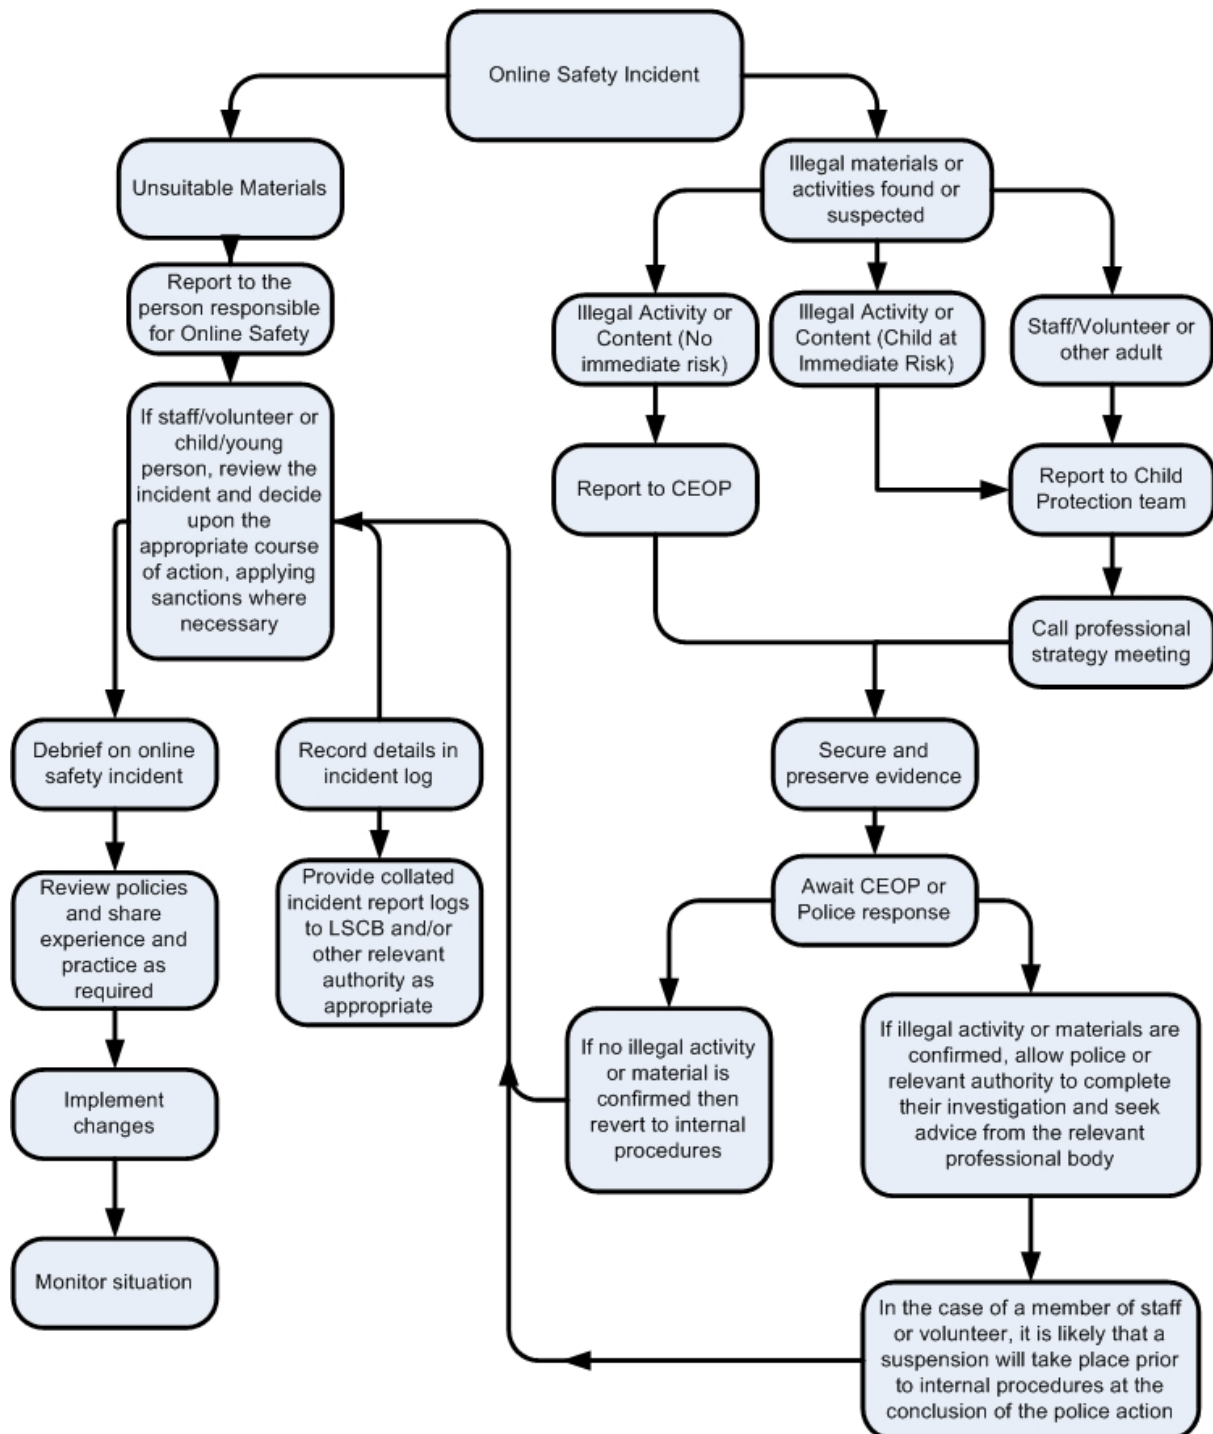 Online Safety Incident
Unsuitable Materials
Illegal materials or
activities found or
suspected
Report to the
person responsible
for Online Safety
Illegal Activity or
Content (No
immediate risk)
Illegal Activity or
Content (Child at
Immediate Risk)
Staff/Volunteer or
other adult
If staff/volunteer or
child/young
person, review the
incident and decide
upon the
appropriate course
of action, applying
sanctions where
necessary
Report to CEOP
Report to Child
Protection team
Call professional
strategy meeting
Debrief on online
safety incident
Record details in
incident log
Secure and
preserve evidence
Review policies
and share
experience and
practice as
required
Provide collated
incident report logs
to LSCB and/or
other relevant
authority as
appropriate
Await CEOP or
Police response
If no illegal activity
or material is
confirmed then
revert to internal
procedures
If illegal activity or materials are
confirmed, allow police or
relevant authority to complete
their investigation and seek
advice from the relevant
professional body
Implement
changes
Monitor situation
In the case of a member of staff
or volunteer, it is likely that a
suspension will take place prior
to internal procedures at the
conclusion of the police action